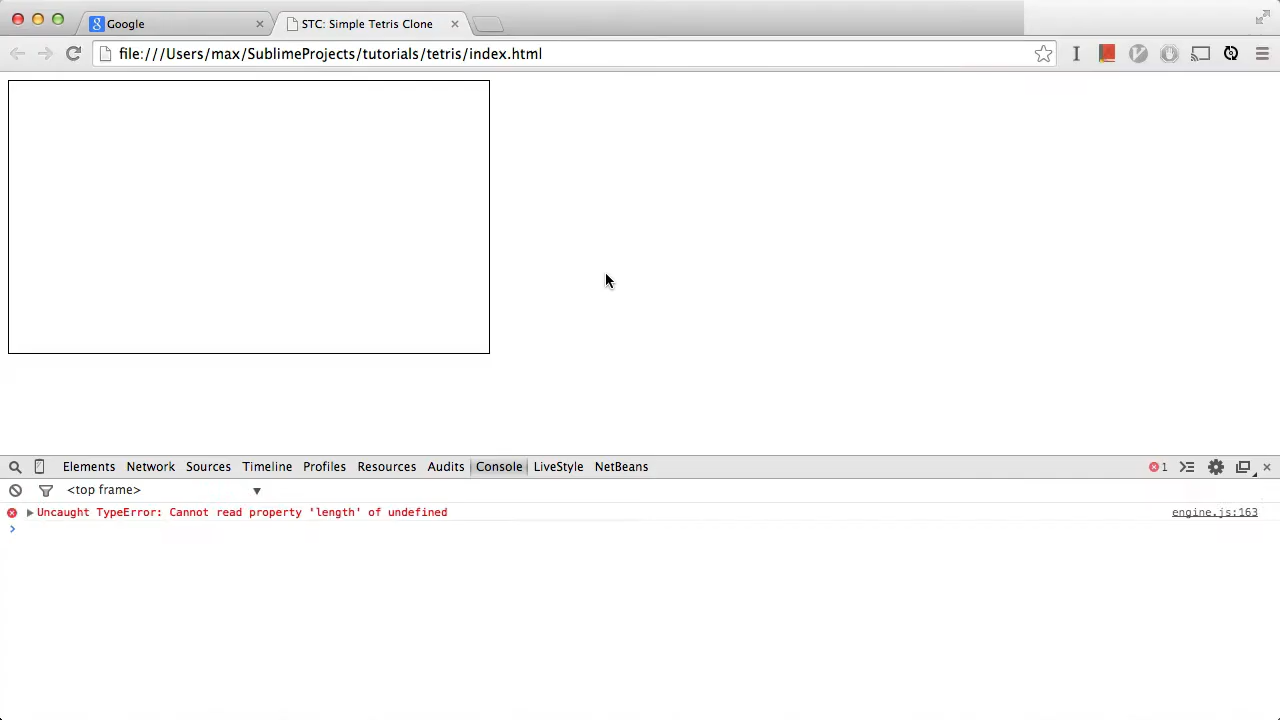 Google
STC: Simple Tetris Clone
file:///Users/max/SublimeProjects/tutorials/tetris/index.html
Elements Network Sources Timeline Profiles Resources Audits Console LiveStyle NetBeans 1
<top frame>
Uncaught TypeError: Cannot read property 'length' of undefined engine.js:163